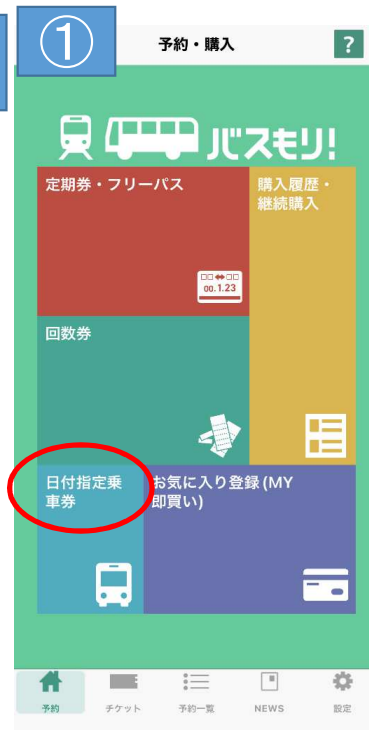 ①
予約・購入
?
バスもり!
定期券・フリーパス
購入履歴・
継続購入
00.1.23
回数券
日付指定乗
車券
お気に入り登録(MY
即買い)
予約
チケット
予約一覧
NEWS
設定